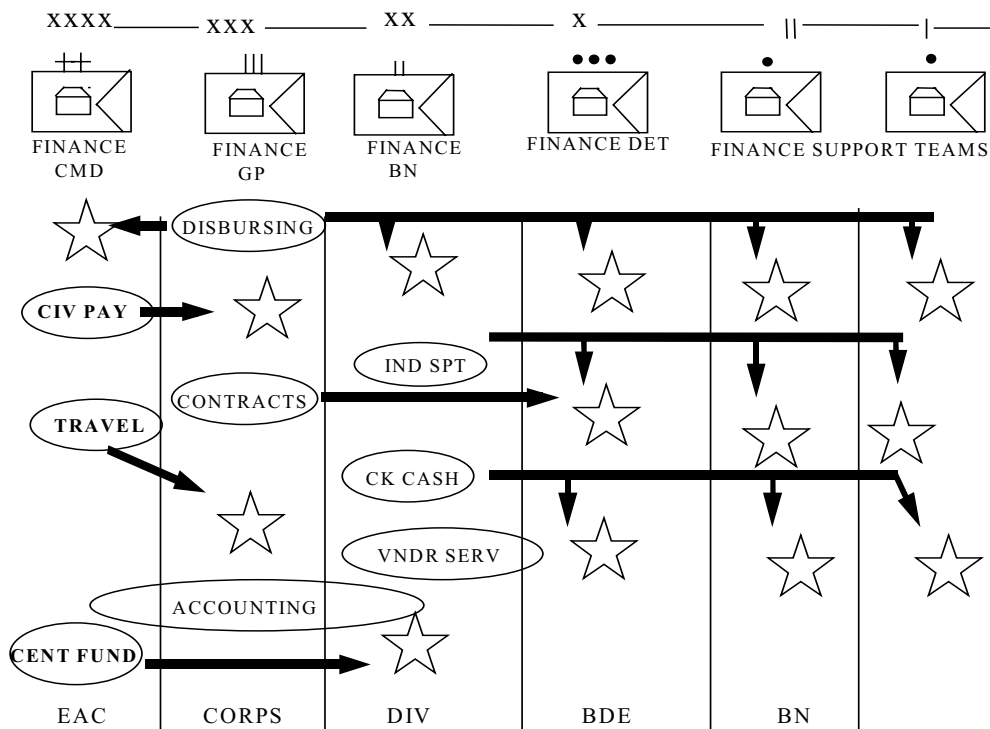 XXXX XXX XX X || |
FINANCE CMD
FINANCE GP
FINANCE BN
FINANCE DET
FINANCE SUPPORT TEAMS
DISBURSING
CIV PAY
IND SPT
CONTRACTS
TRAVEL
CK CASH
VNDR SERV
ACCOUNTING
CENT FUND
EAC CORPS DIV BDE BN